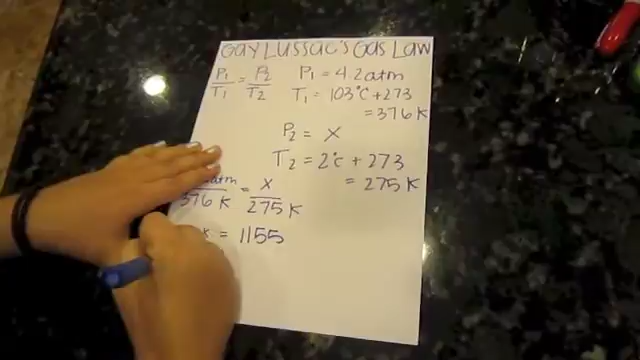 Gay Lussac's Gas Law
P1/T1 = P2/T2
P1 = 4.2atm
T1 = 103°C + 273
= 376 K
P2 = X
T2 = 2°C + 273
= 275 K
atm/376 K = X/275 K
x = 1155